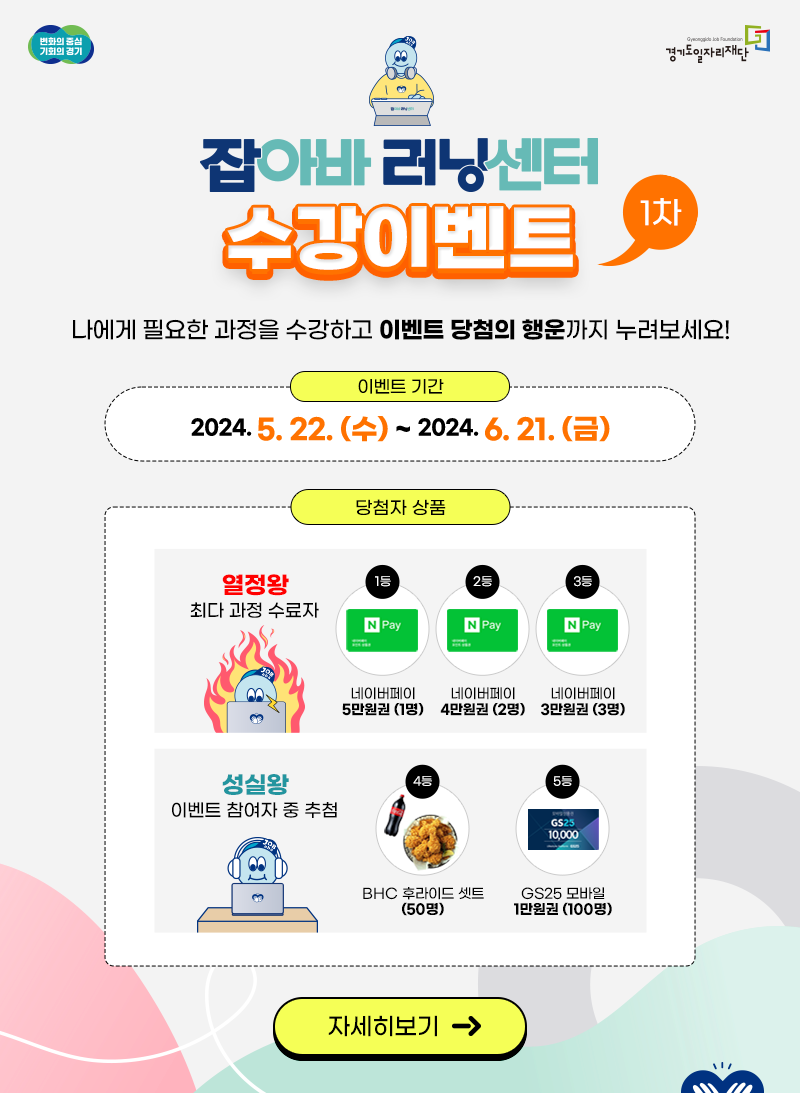 변화의 중심
기회의 경기
Gyeonggido Job Foundation
경기도일자리재단
잡아바 러닝센터
수강이벤트
1차
나에게 필요한 과정을 수강하고 이벤트 당첨의 행운까지 누려보세요!
이벤트 기간
2024. 5. 22. (수) ~ 2024. 6. 21. (금)
당첨자 상품
열정왕
최다 과정 수료자
1등
N Pay
네이버페이
5만원권 (1명)
2등
N Pay
네이버페이
4만원권 (2명)
3등
N Pay
네이버페이
3만원권 (3명)
성실왕
이벤트 참여자 중 추첨
4등
BHC 후라이드 셋트
(50명)
5등
GS25
10,000
GS25 모바일
1만원권 (100명)
자세히보기